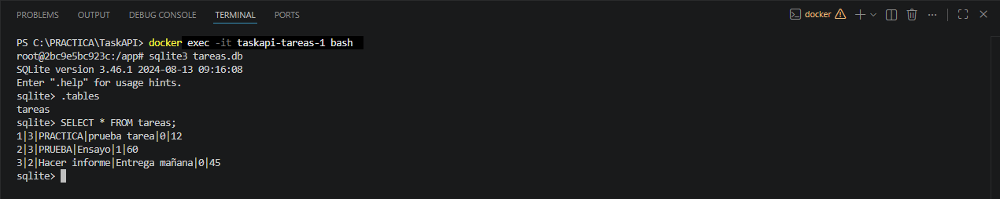 PROBLEMS OUTPUT DEBUG CONSOLE TERMINAL PORTS docker
PS C:\PRACTICA\TaskAPI> docker exec -it taskapi-tareas-1 bash
root@2bc9e5bc923c:/app# sqlite3 tareas.db
SQLite version 3.46.1 2024-08-13 09:16:08
Enter ".help" for usage hints.
sqlite> .tables
tareas
sqlite> SELECT * FROM tareas;
1|3|PRACTICA|prueba tarea|0|12
2|3|PRUEBA|Ensayo|1|60
3|2|Hacer informe|Entrega mañana|0|45
sqlite>